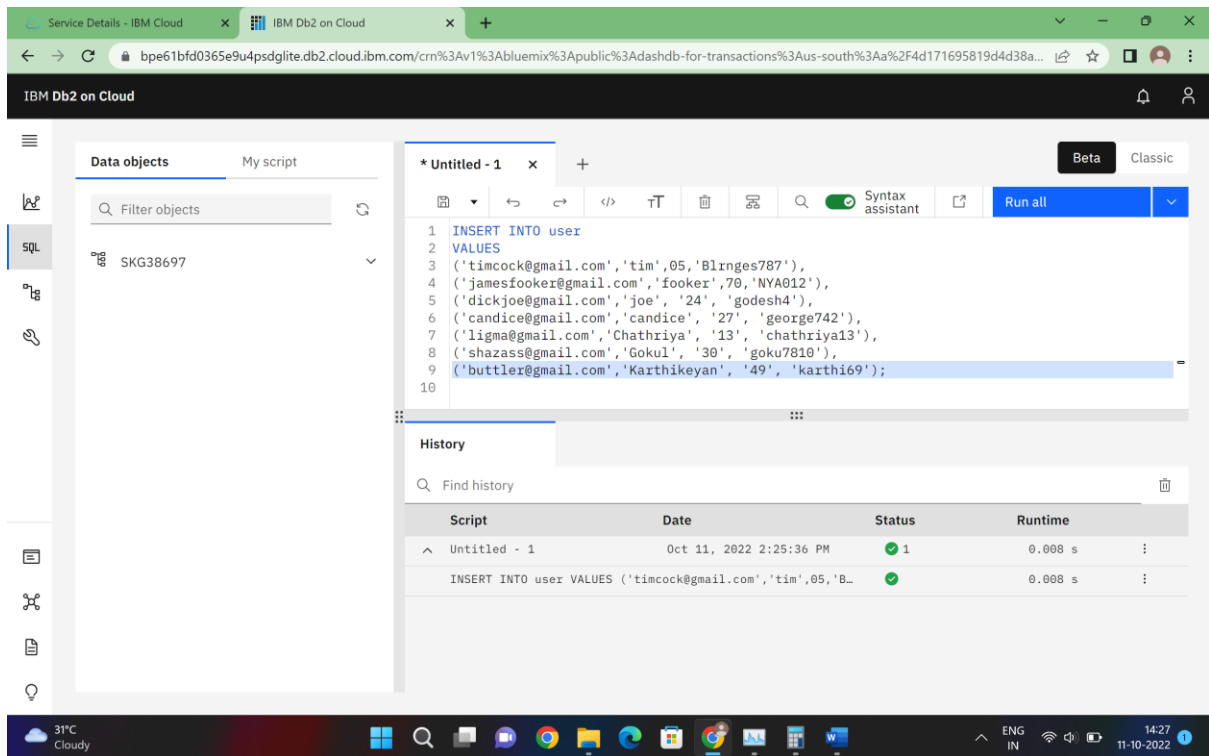 Service Details - IBM Cloud
IBM Db2 on Cloud
bpe61bfd0365e9u4psdglite.db2.cloud.ibm.com/crn%3Av1%3Abluemix%3Apublic%3Adashdb-for-transactions%3Aus-south%3Aa%2F4d171695819d4d38a...
IBM Db2 on Cloud
Data objects My script
* Untitled - 1
Beta Classic
Filter objects
Syntax assistant
Run all
SQL
SKG38697
1 INSERT INTO user
2 VALUES
3 ('timcock@gmail.com','tim',05,'Blrnges787'),
4 ('jamesfooker@gmail.com','fooker',70,'NYA012'),
5 ('dickjoe@gmail.com','joe', '24', 'godesh4'),
6 ('candice@gmail.com','candice', '27', 'george742'),
7 ('ligma@gmail.com','Chathriya', '13', 'chathriya13'),
8 ('shazass@gmail.com','Gokul', '30', 'goku7810'),
9 ('buttler@gmail.com','Karthikeyan', '49', 'karthi69');
10
History
Find history
Script Date Status Runtime
Untitled - 1 Oct 11, 2022 2:25:36 PM 1 0.008 s
INSERT INTO user VALUES ('timcock@gmail.com','tim',05,'B… 0.008 s
31°C
Cloudy
ENG
IN
14:27
11-10-2022
1